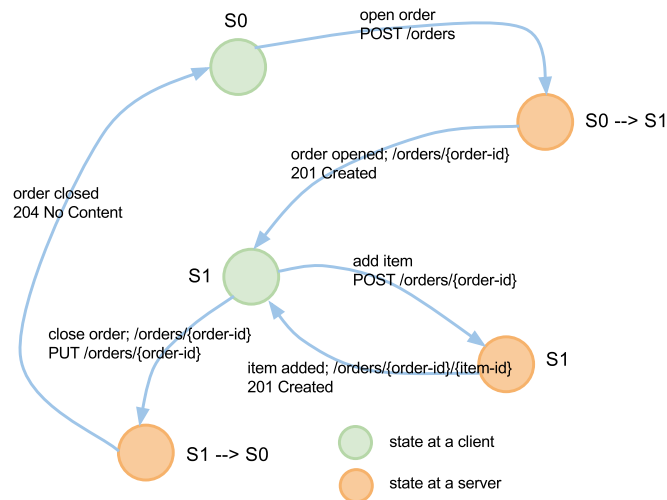 S0
open order
POST /orders
S0 --> S1
order opened; /orders/{order-id}
201 Created
order closed
204 No Content
S1
add item
POST /orders/{order-id}
close order; /orders/{order-id}
PUT /orders/{order-id}
item added; /orders/{order-id}/{item-id}
201 Created
S1
S1 --> S0
state at a client
state at a server